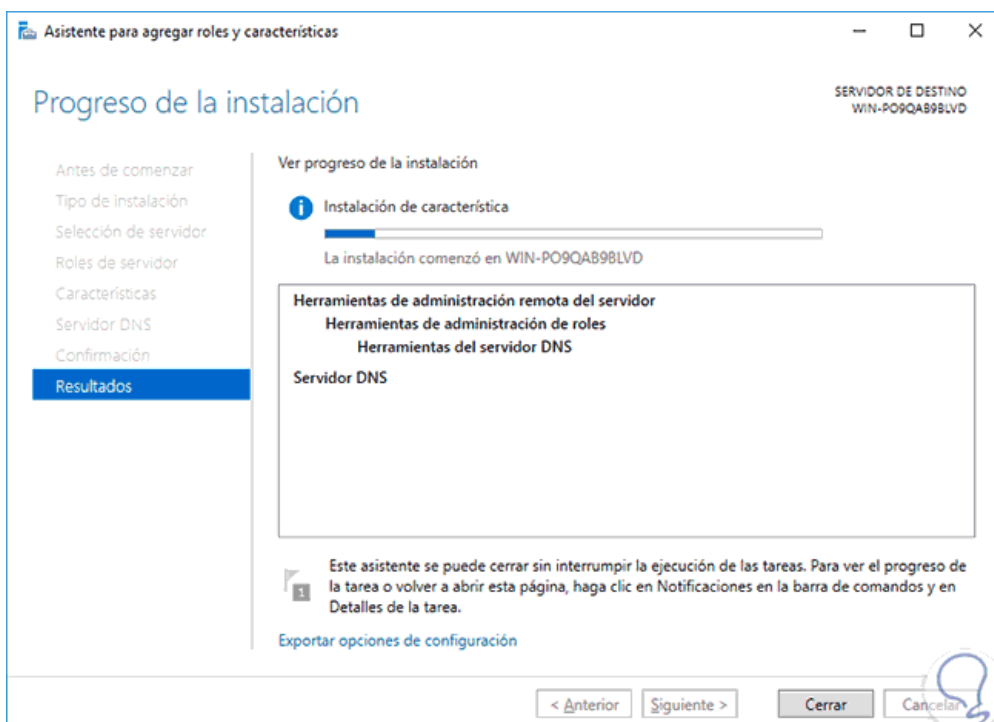 Asistente para agregar roles y características
Progreso de la instalación
SERVIDOR DE DESTINO
WIN-PO9QAB9BLVD
Antes de comenzar
Tipo de instalación
Selección de servidor
Roles de servidor
Características
Servidor DNS
Confirmación
Resultados
Ver progreso de la instalación
Instalación de característica
La instalación comenzó en WIN-PO9QAB9BLVD
Herramientas de administración remota del servidor
Herramientas de administración de roles
Herramientas del servidor DNS
Servidor DNS
1
Este asistente se puede cerrar sin interrumpir la ejecución de las tareas. Para ver el progreso de
la tarea o volver a abrir esta página, haga clic en Notificaciones en la barra de comandos y en
Detalles de la tarea.
Exportar opciones de configuración
< Anterior
Siguiente >
Cerrar
Cancelar